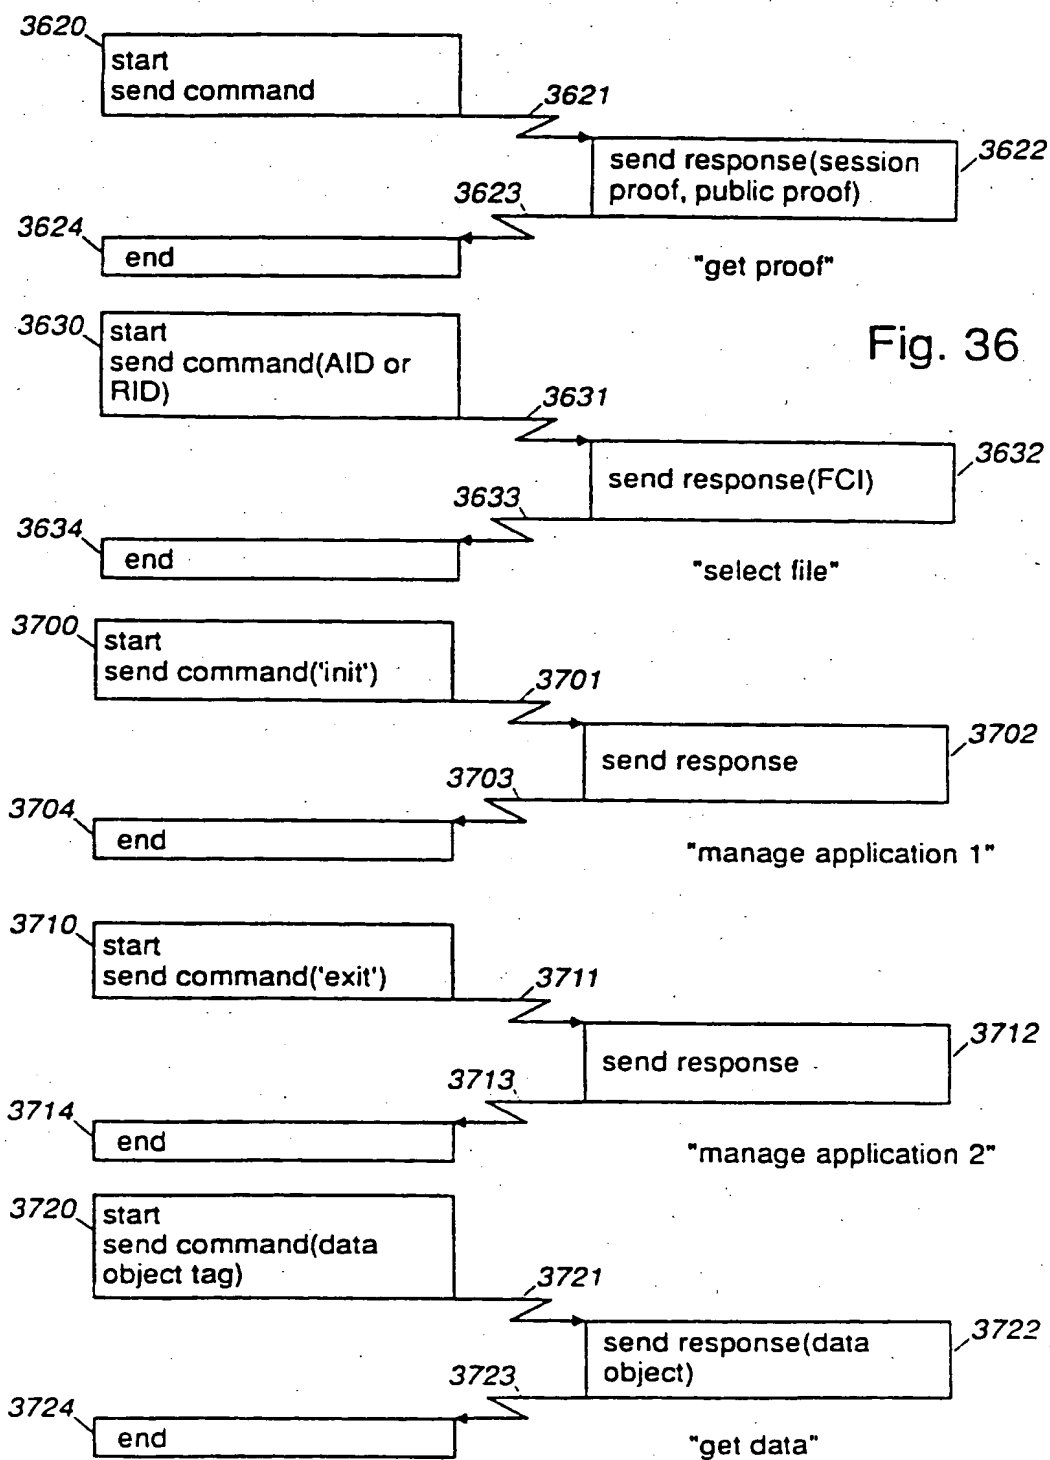 3620
start
send command
3621
send response(session
proof, public proof)
3622
3623
3624
end
"get proof"
Fig. 36
3630
start
send command(AID or
RID)
3631
send response(FCI)
3632
3633
3634
end
"select file"
3700
start
send command('init')
3701
send response
3702
3703
3704
end
"manage application 1"
3710
start
send command('exit')
3711
send response
3712
3713
3714
end
"manage application 2"
3720
start
send command(data
object tag)
3721
send response(data
object)
3722
3723
3724
end
"get data"